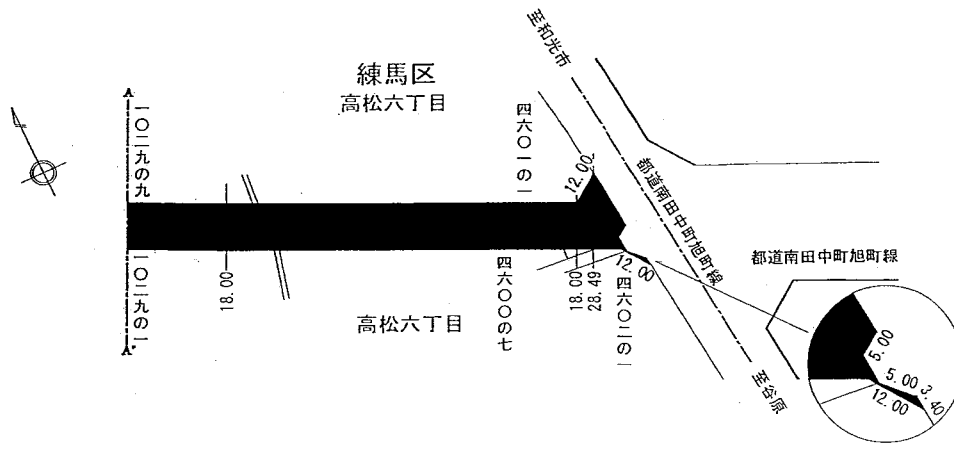 練馬区
高松六丁目
至和光市
A
一〇二九の九
四六〇一の一
12.00
都道南田中町旭町線
都道南田中町旭町線
18.00
一〇二九の一
A'
高松六丁目
四六〇〇の七
18.00
28.49
12.00
四六〇二の一
至谷原
5.00
5.00
3.40
12.00